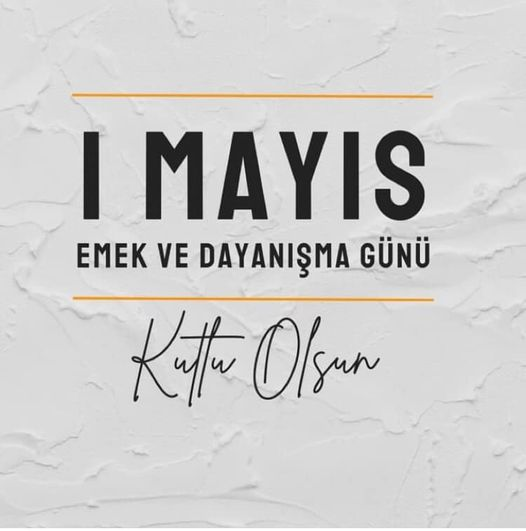 1 MAYIS
EMEK VE DAYANIŞMA GÜNÜ
Kutlu Olsun